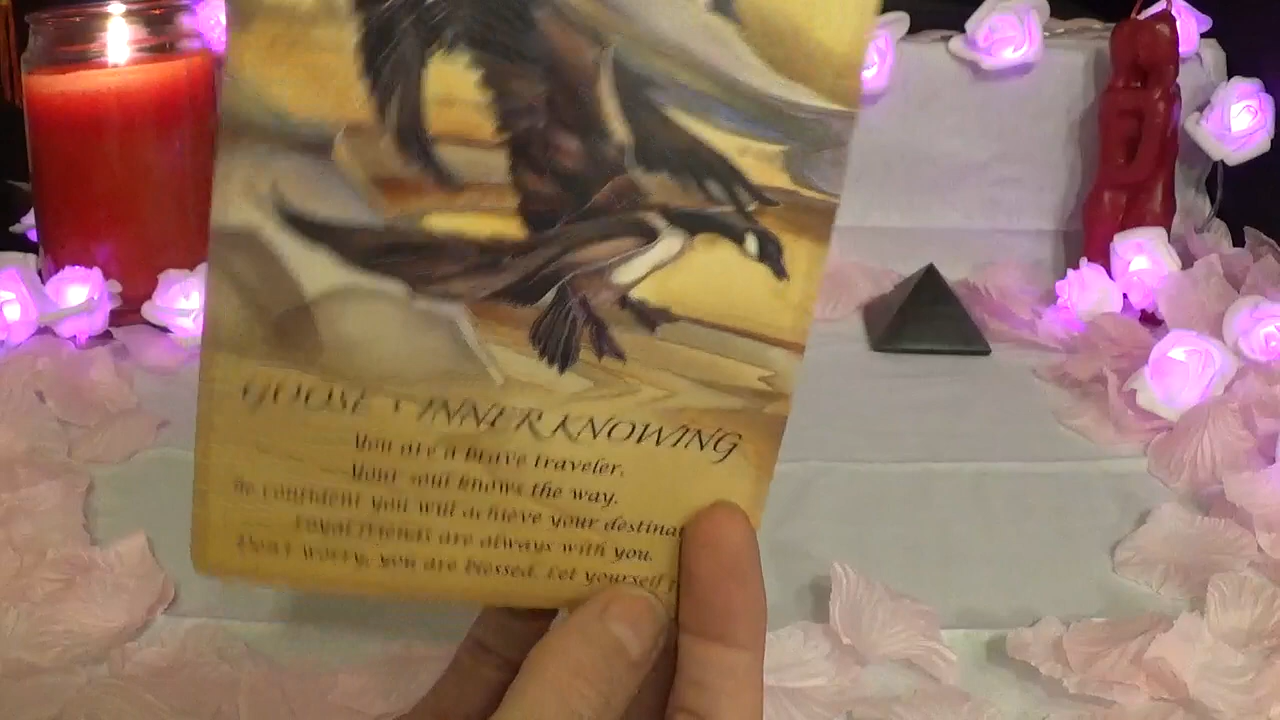 GOOSE • INNER KNOWING
You are a brave traveler.
Your soul knows the way.
Be confident you will achieve your destinat
Loyal friends are always with you.
Don't worry, you are blessed. Let yourself